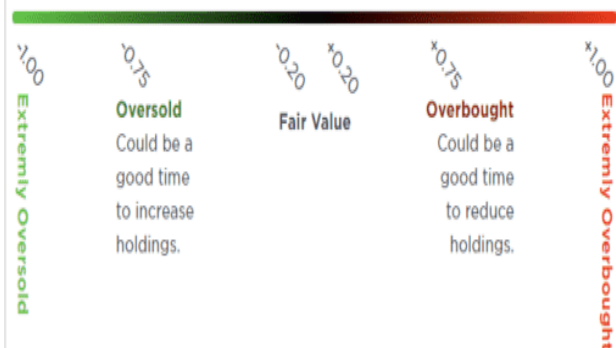 -1.00
-0.75
-0.20
+0.20
+0.75
+1.00
Extremly Oversold
Oversold
Could be a
good time
to increase
holdings.
Fair Value
Overbought
Could be a
good time
to reduce
holdings.
Extremly Overbought